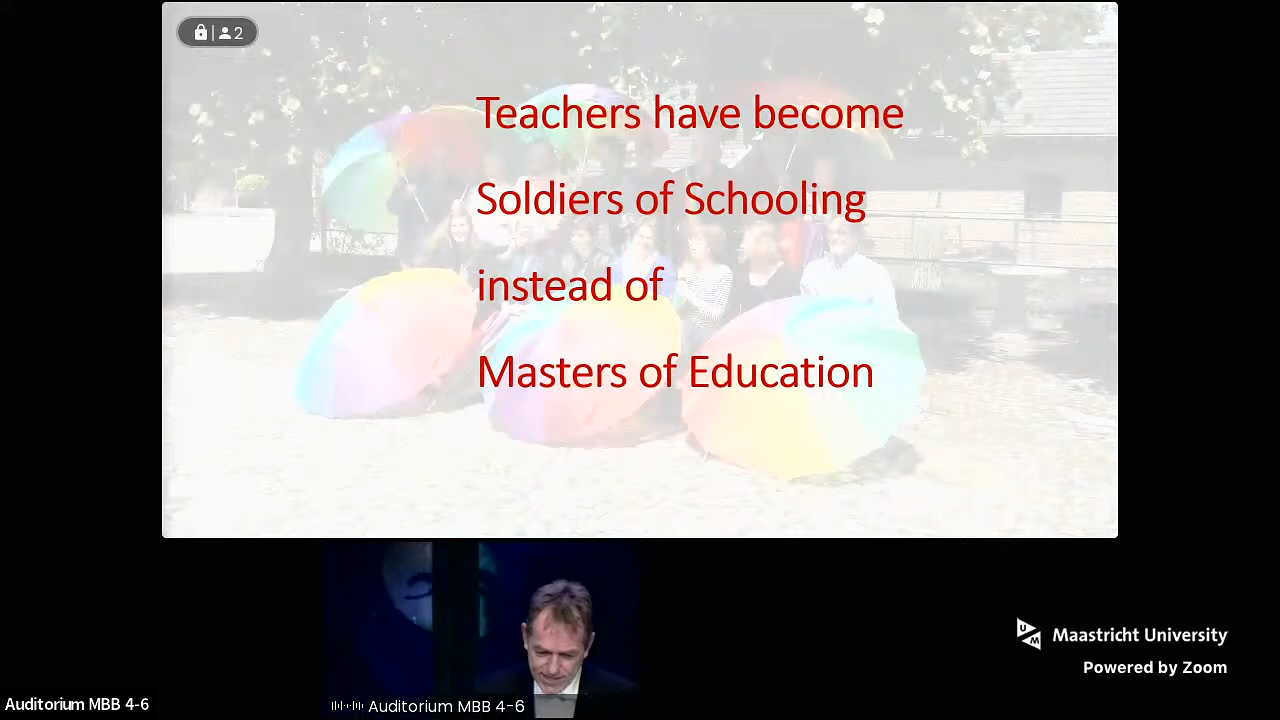 2
Teachers have become
Soldiers of Schooling
instead of
Masters of Education
UM
Maastricht University
Powered by Zoom
Auditorium MBB 4-6
Auditorium MBB 4-6